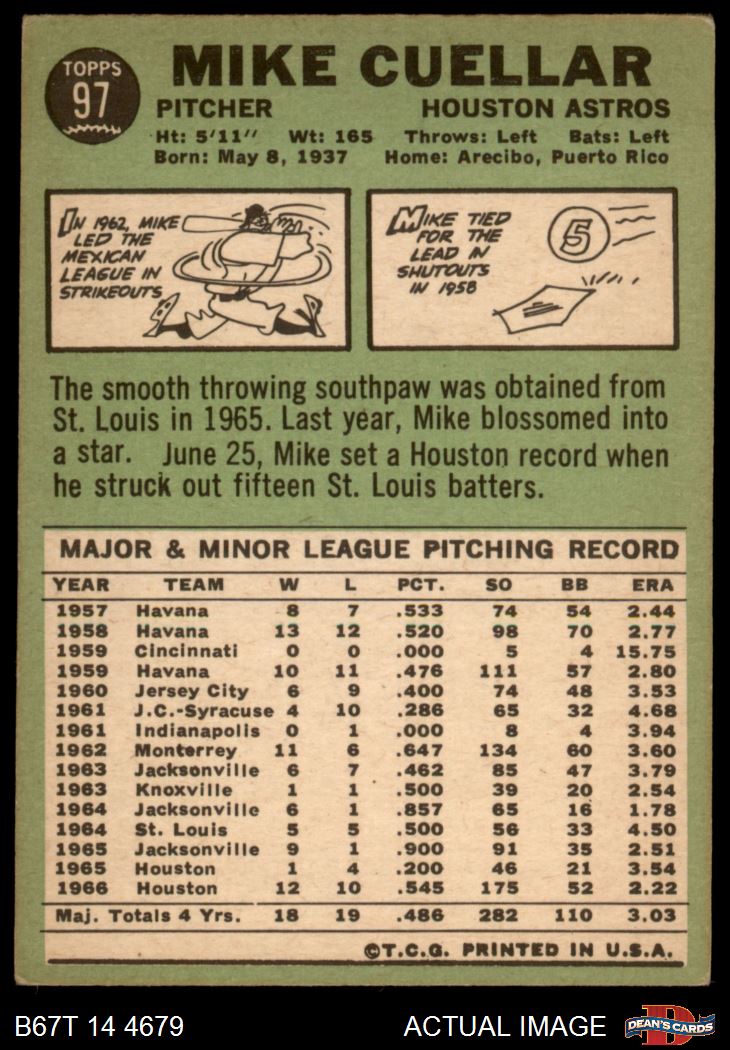 TOPPS
97
MIKE CUELLAR
PITCHER HOUSTON ASTROS
Ht: 5'11" Wt: 165 Throws: Left Bats: Left
Born: May 8, 1937 Home: Arecibo, Puerto Rico
IN 1962, MIKE
LED THE
MEXICAN
LEAGUE IN
STRIKEOUTS
MIKE TIED
FOR THE
LEAD IN
SHUTOUTS
IN 1958
5
The smooth throwing southpaw was obtained from
St. Louis in 1965. Last year, Mike blossomed into
a star. June 25, Mike set a Houston record when
he struck out fifteen St. Louis batters.
MAJOR & MINOR LEAGUE PITCHING RECORD
YEAR TEAM W L PCT. SO BB ERA
1957 Havana 8 7 .533 74 54 2.44
1958 Havana 13 12 .520 98 70 2.77
1959 Cincinnati 0 0 .000 5 4 15.75
1959 Havana 10 11 .476 111 57 2.80
1960 Jersey City 6 9 .400 74 48 3.53
1961 J.C.-Syracuse 4 10 .286 65 32 4.68
1961 Indianapolis 0 1 .000 8 4 3.94
1962 Monterrey 11 6 .647 134 60 3.60
1963 Jacksonville 6 7 .462 85 47 3.79
1963 Knoxville 1 1 .500 39 20 2.54
1964 Jacksonville 6 1 .857 65 16 1.78
1964 St. Louis 5 5 .500 56 33 4.50
1965 Jacksonville 9 1 .900 91 35 2.51
1965 Houston 1 4 .200 46 21 3.54
1966 Houston 12 10 .545 175 52 2.22
Maj. Totals 4 Yrs. 18 19 .486 282 110 3.03
©T.C.G. PRINTED IN U.S.A.
B67T 14 4679 ACTUAL IMAGE
D
DEAN'S CARDS